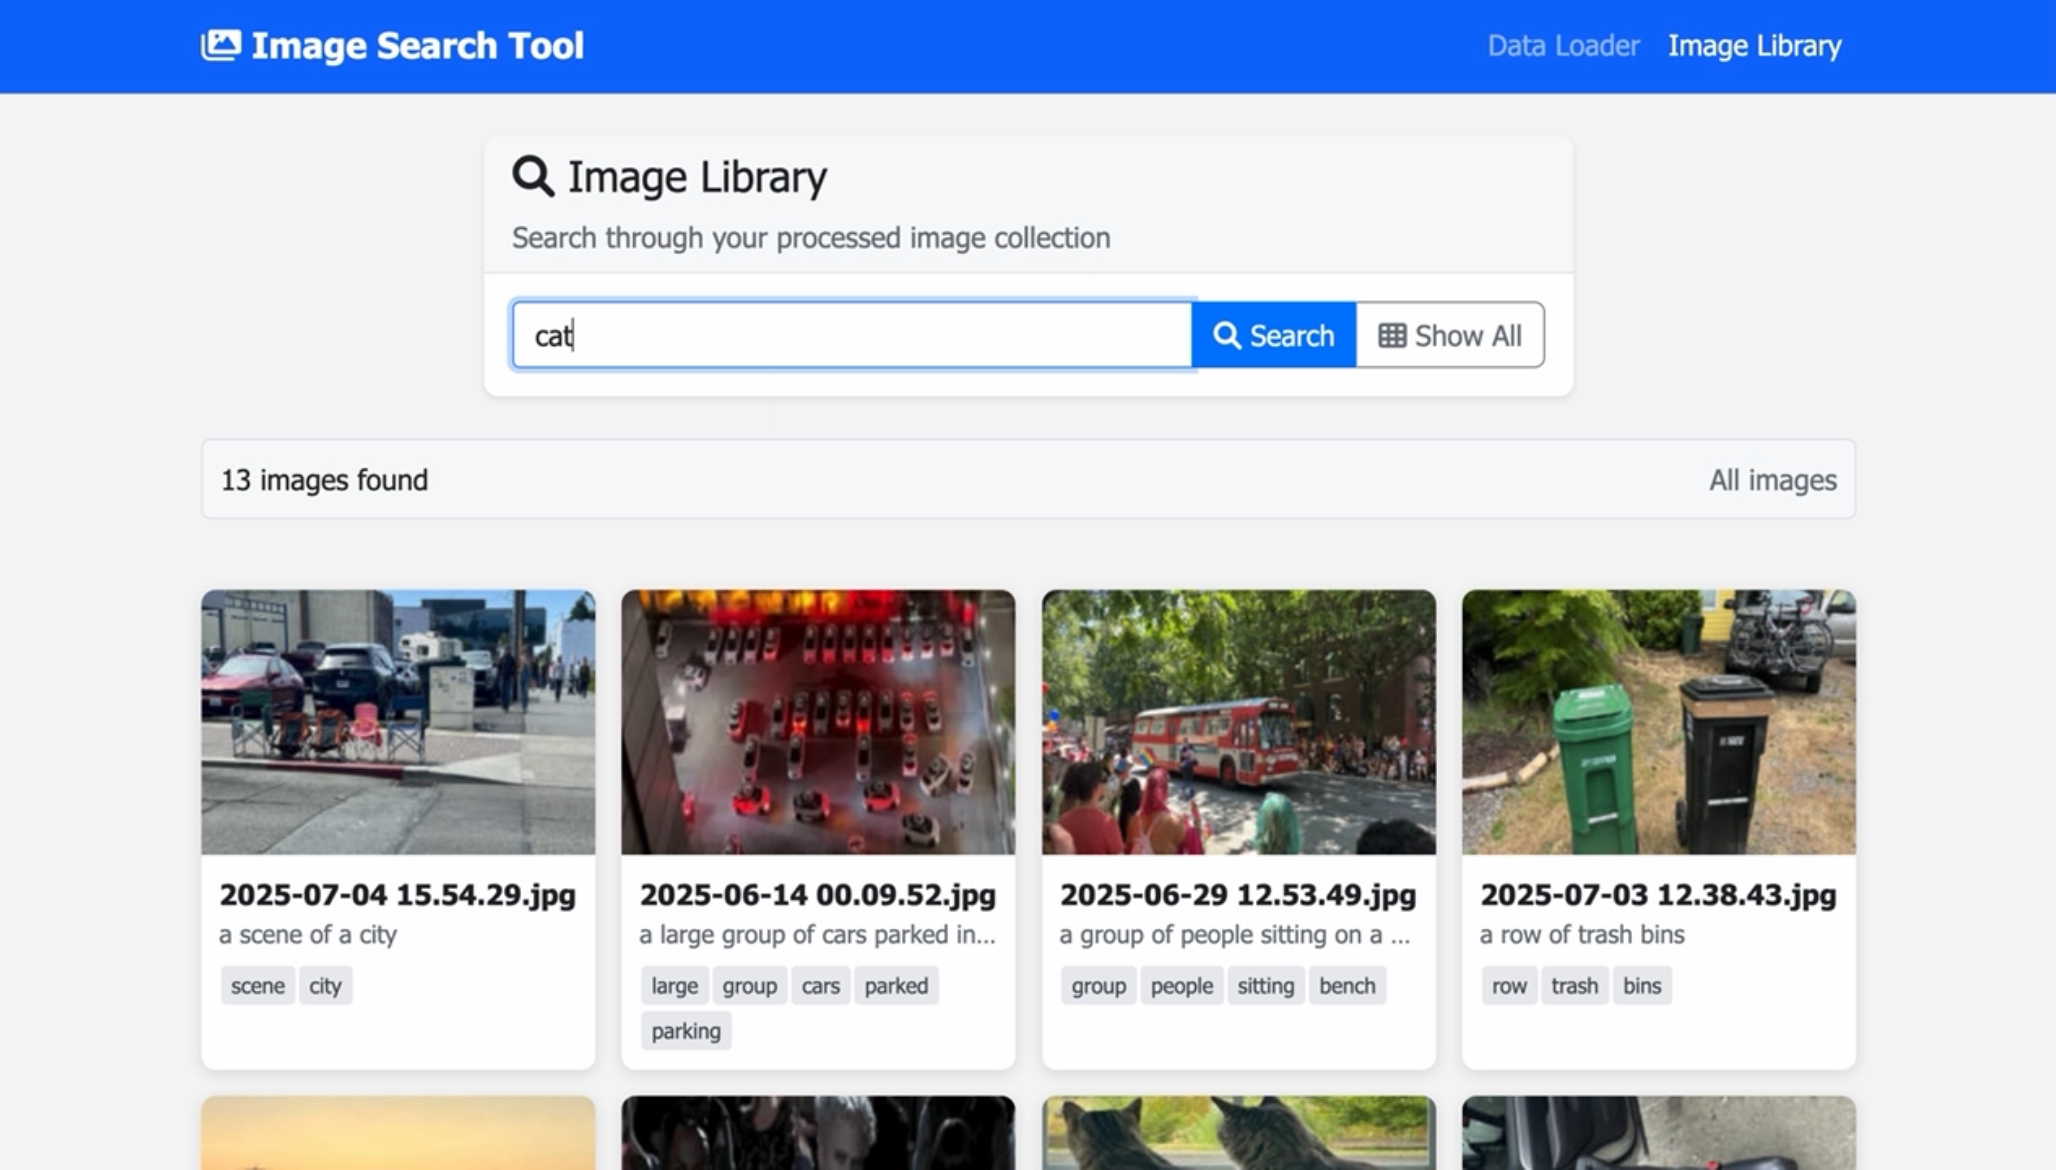 Image Search Tool
Data Loader
Image Library
Image Library
Search through your processed image collection
cat
Search
Show All
13 images found
All images
2025-07-04 15.54.29.jpg
a scene of a city
scene city
2025-06-14 00.09.52.jpg
a large group of cars parked in...
large group cars parked
parking
2025-06-29 12.53.49.jpg
a group of people sitting on a ...
group people sitting bench
2025-07-03 12.38.43.jpg
a row of trash bins
row trash bins